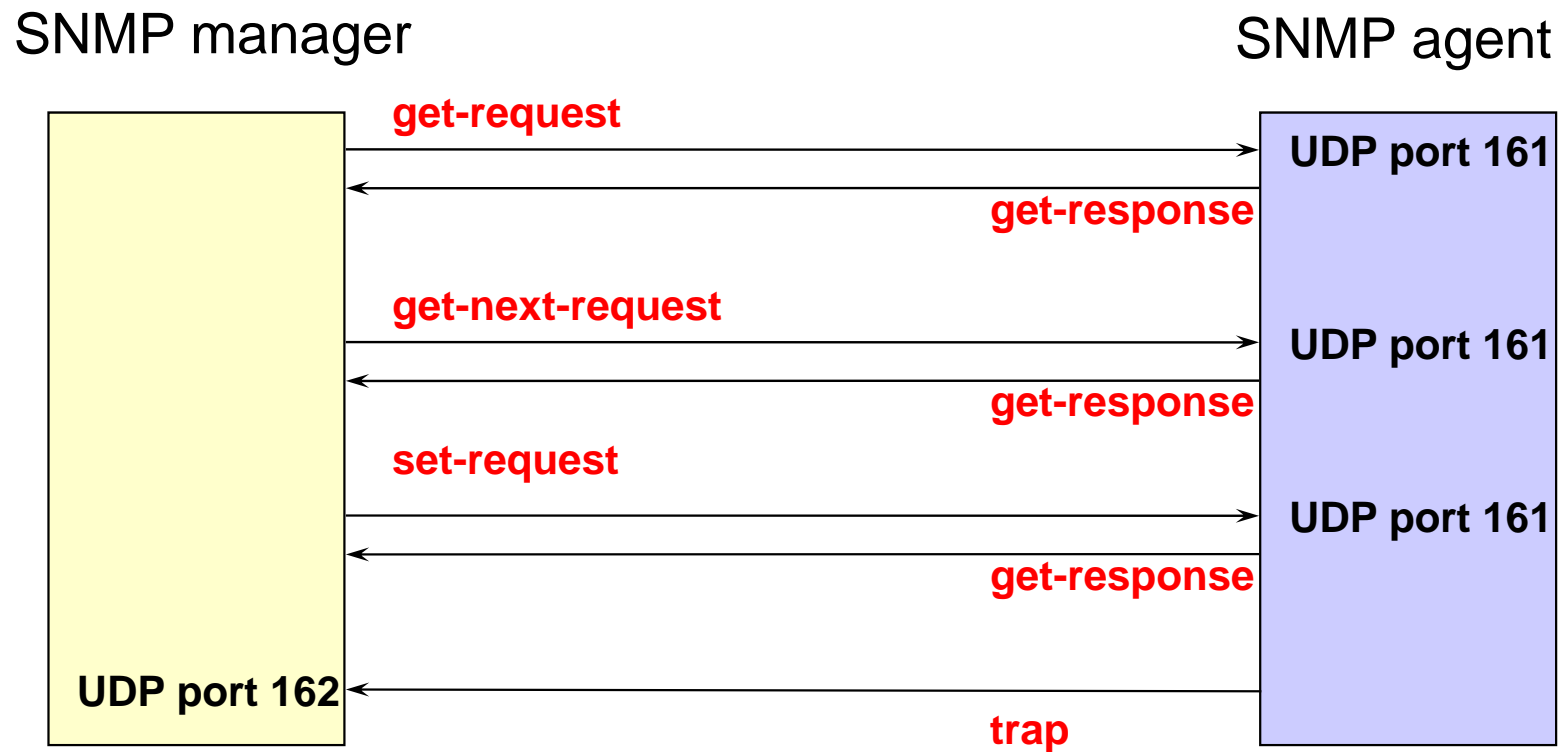 SNMP manager
SNMP agent
get-request
UDP port 161
get-response
get-next-request
UDP port 161
get-response
set-request
UDP port 161
get-response
UDP port 162
trap